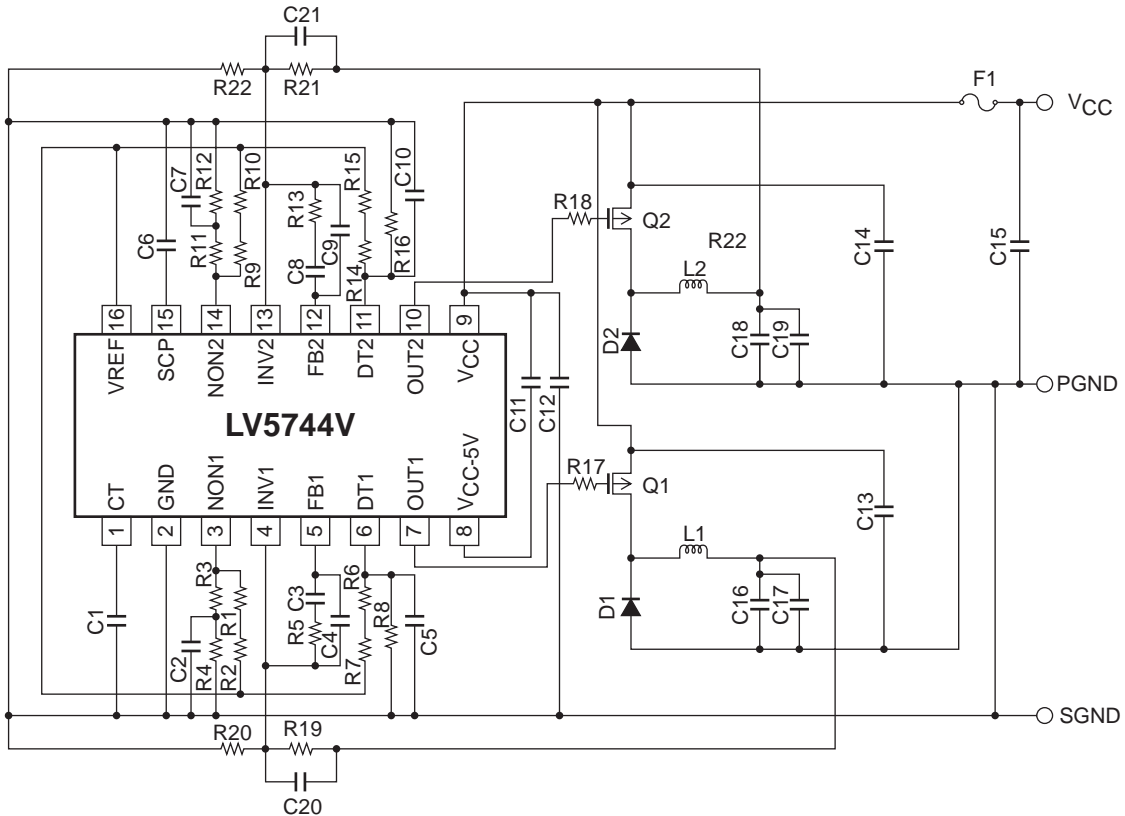 C21
R22
R21
F1
VCC
C7
R12
R10
R15
C10
C6
R11
R9
R13
C8
C9
R14
R16
R18
Q2
R22
L2
C14
C15
16
15
14
13
12
11
10
9
VREF
SCP
NON2
INV2
FB2
DT2
OUT2
VCC
C11
C12
D2
C18
C19
PGND
LV5744V
CT
GND
NON1
INV1
FB1
DT1
OUT1
VCC-5V
1
2
3
4
5
6
7
8
R17
Q1
C13
L1
C1
R3
R1
C2
R4
R2
C3
R5
C4
R6
R8
R7
C5
D1
C16
C17
SGND
R20
R19
C20